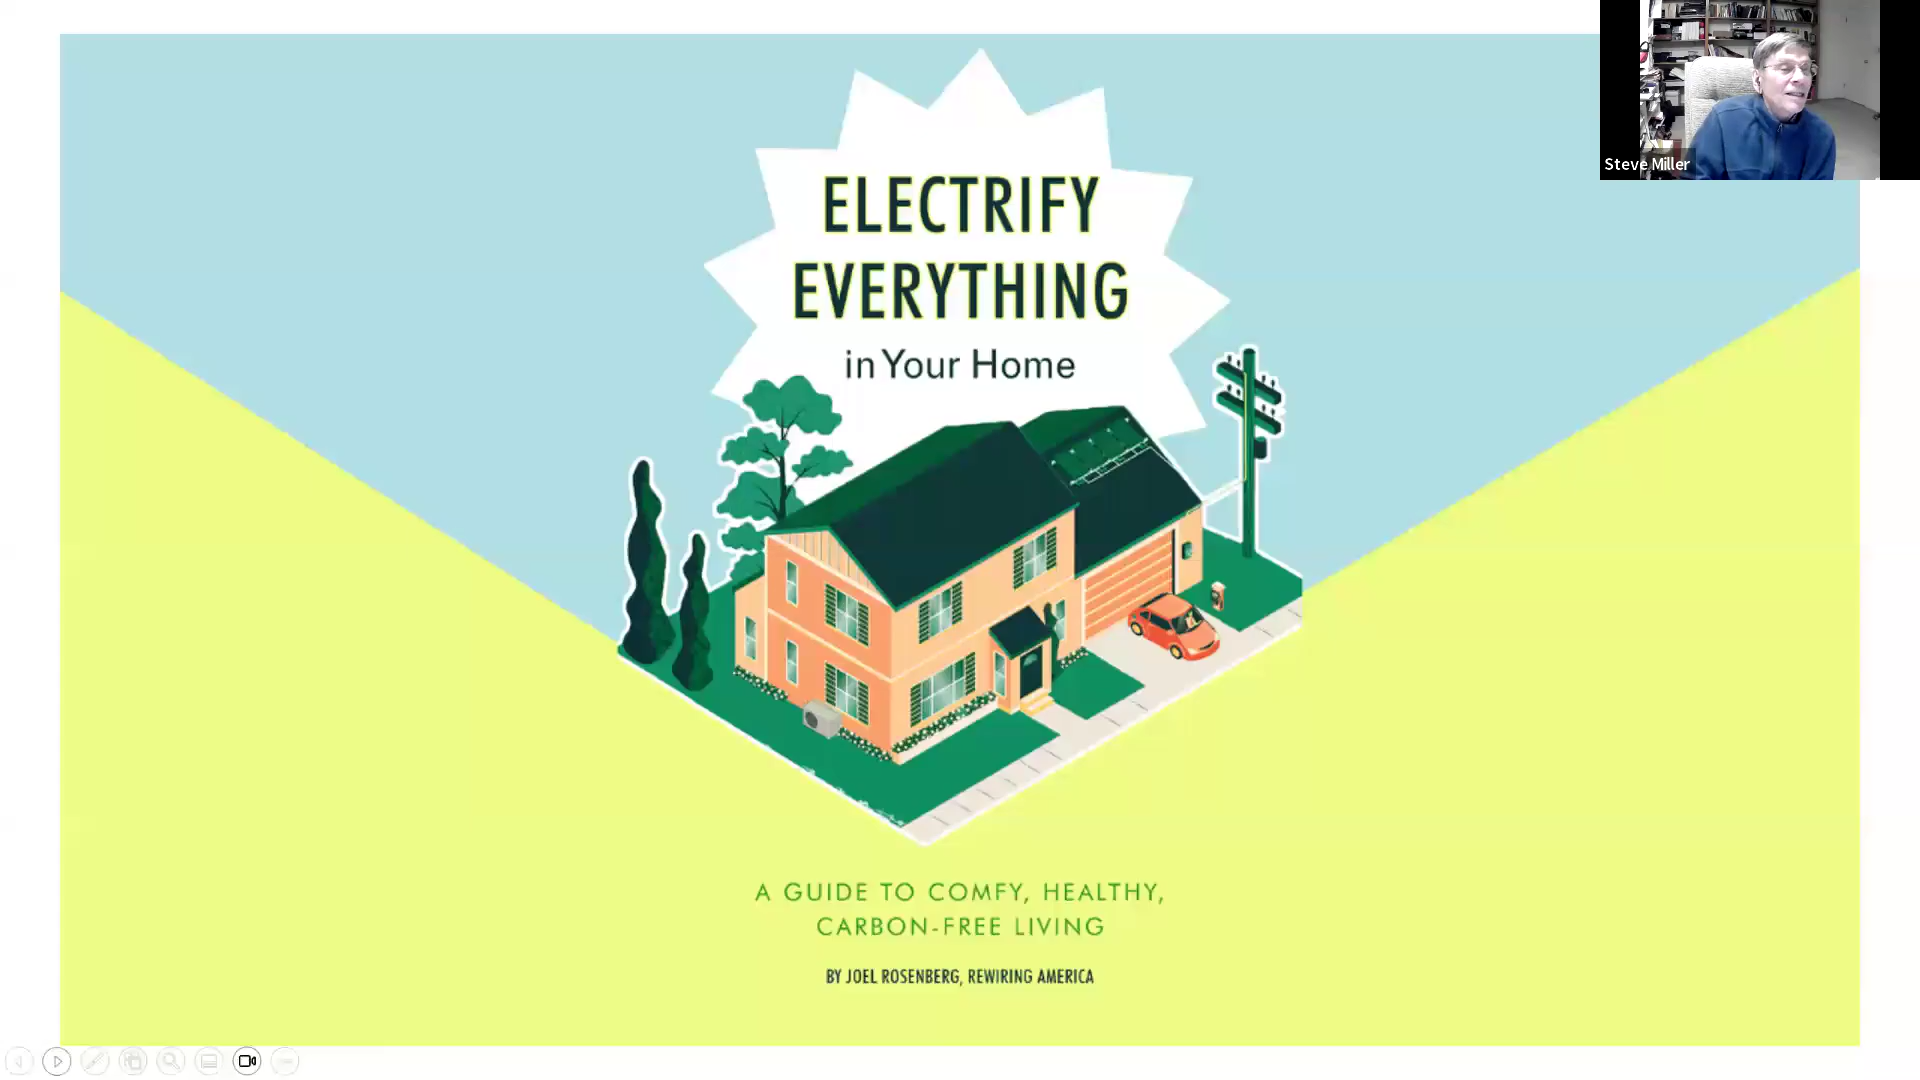 Steve Miller
ELECTRIFY
EVERYTHING
in Your Home
A GUIDE TO COMFY, HEALTHY,
CARBON-FREE LIVING
BY JOEL ROSENBERG, REWIRING AMERICA